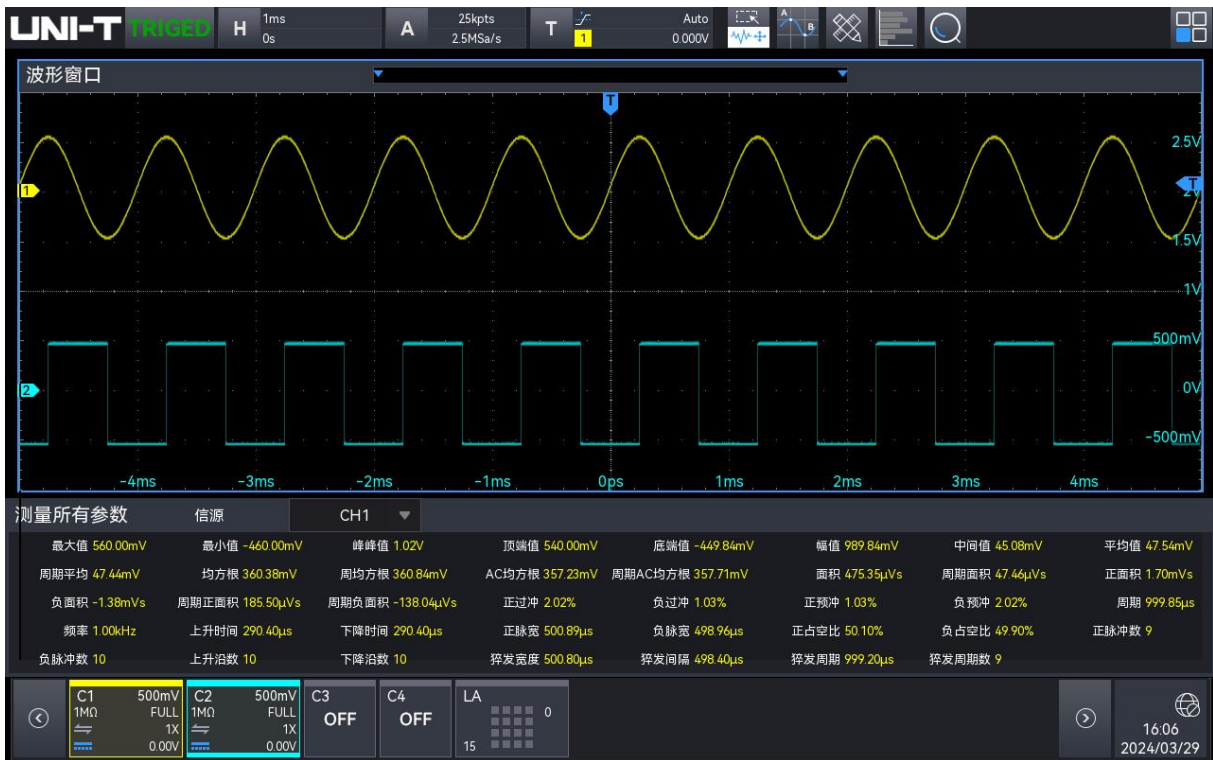 UNI-T TRIGED H 1ms 0s A 25kpts 2.5MSa/s T 1 Auto 0.000V A B
波形窗口
T
2.5V
1 T
2V
1.5V
1V
500mV
2 0V
-500mV
-4ms -3ms -2ms -1ms 0ps 1ms 2ms 3ms 4ms
测量所有参数 信源 CH1
最大值 560.00mV 最小值 -460.00mV 峰峰值 1.02V 顶端值 540.00mV 底端值 -449.84mV 幅值 989.84mV 中间值 45.08mV 平均值 47.54mV
周期平均 47.44mV 均方根 360.38mV 周均方根 360.84mV AC均方根 357.23mV 周期AC均方根 357.71mV 面积 475.35µVs 周期面积 47.46µVs 正面积 1.70mVs
负面积 -1.38mVs 周期正面积 185.50µVs 周期负面积 -138.04µVs 正过冲 2.02% 负过冲 1.03% 正预冲 1.03% 负预冲 2.02% 周期 999.85µs
频率 1.00kHz 上升时间 290.40µs 下降时间 290.40µs 正脉宽 500.89µs 负脉宽 498.96µs 正占空比 50.10% 负占空比 49.90% 正脉冲数 9
负脉冲数 10 上升沿数 10 下降沿数 10 猝发宽度 500.80µs 猝发间隔 498.40µs 猝发周期 999.20µs 猝发周期数 9
C1 500mV C2 500mV C3 C4 LA
1MΩ FULL 1MΩ FULL OFF OFF 0
1X 1X 16:06
0.00V 0.00V 15 2024/03/29